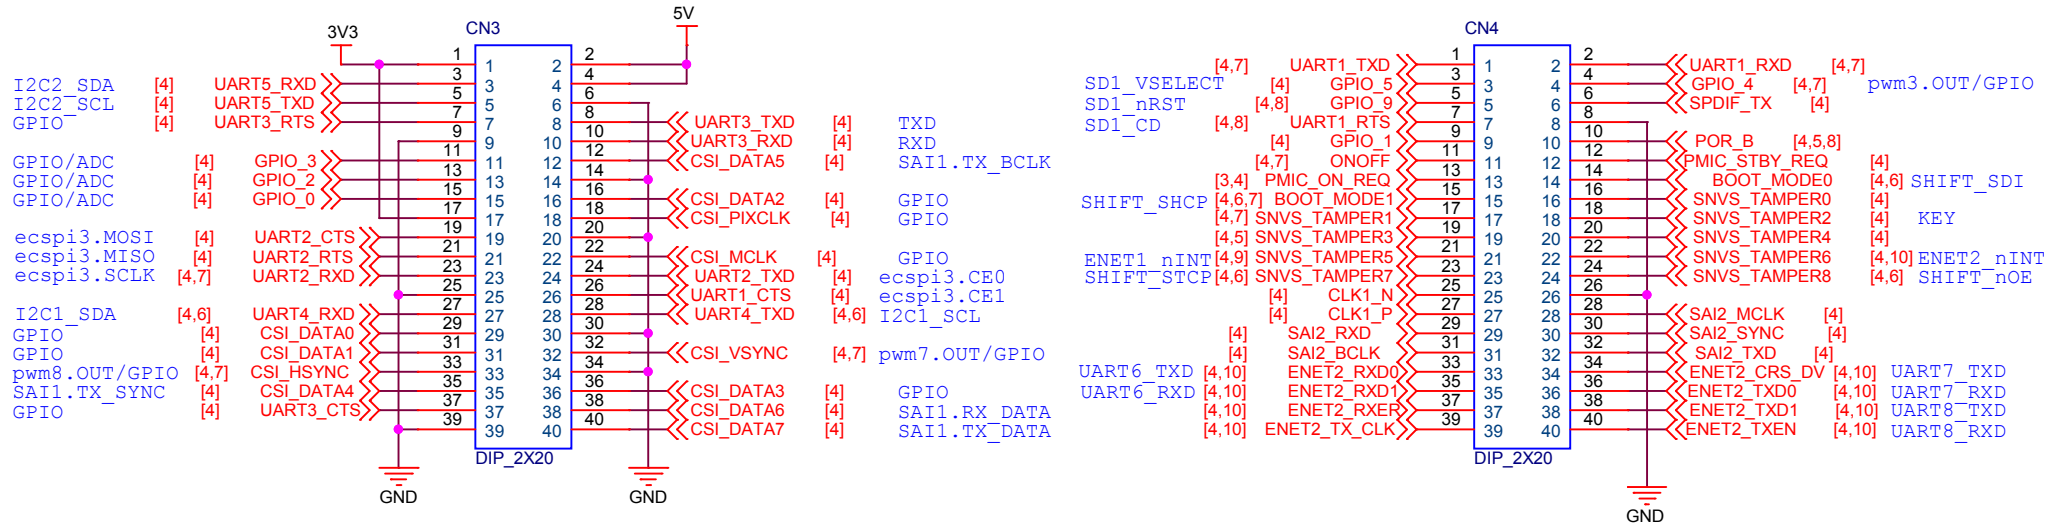 CN3
3V3
5V
1 1 2 2
I2C2_SDA [4] UART5_RXD 3 3 4 4
I2C2_SCL [4] UART5_TXD 5 5 6 6
GPIO [4] UART3_RTS 7 7 8 8 UART3_TXD [4] TXD
9 9 10 10 UART3_RXD [4] RXD
GPIO/ADC [4] GPIO_3 11 11 12 12 CSI_DATA5 [4] SAI1.TX_BCLK
GPIO/ADC [4] GPIO_2 13 13 14 14
GPIO/ADC [4] GPIO_0 15 15 16 16 CSI_DATA2 [4] GPIO
17 17 18 18 CSI_PIXCLK [4] GPIO
ecspi3.MOSI [4] UART2_CTS 19 19 20 20
ecspi3.MISO [4] UART2_RTS 21 21 22 22 CSI_MCLK [4] GPIO
ecspi3.SCLK [4,7] UART2_RXD 23 23 24 24 UART2_TXD [4] ecspi3.CE0
25 25 26 26 UART1_CTS [4] ecspi3.CE1
I2C1_SDA [4,6] UART4_RXD 27 27 28 28 UART4_TXD [4,6] I2C1_SCL
GPIO [4] CSI_DATA0 29 29 30 30
GPIO [4] CSI_DATA1 31 31 32 32 CSI_VSYNC [4,7] pwm7.OUT/GPIO
pwm8.OUT/GPIO [4,7] CSI_HSYNC 33 33 34 34
SAI1.TX_SYNC [4] CSI_DATA4 35 35 36 36 CSI_DATA3 [4] GPIO
GPIO [4] UART3_CTS 37 37 38 38 CSI_DATA6 [4] SAI1.RX_DATA
39 39 40 40 CSI_DATA7 [4] SAI1.TX_DATA
DIP_2X20
GND
GND
CN4
[4,7] UART1_TXD 1 1 2 2 UART1_RXD [4,7]
SD1_VSELECT [4] GPIO_5 3 3 4 4 GPIO_4 [4,7] pwm3.OUT/GPIO
SD1_nRST [4,8] GPIO_9 5 5 6 6 SPDIF_TX [4]
SD1_CD [4,8] UART1_RTS 7 7 8 8
[4] GPIO_1 9 9 10 10 POR_B [4,5,8]
[4,7] ONOFF 11 11 12 12 PMIC_STBY_REQ [4]
[3,4] PMIC_ON_REQ 13 13 14 14 BOOT_MODE0 [4,6] SHIFT_SDI
SHIFT_SHCP [4,6,7] BOOT_MODE1 15 15 16 16 SNVS_TAMPER0 [4]
[4,7] SNVS_TAMPER1 17 17 18 18 SNVS_TAMPER2 [4] KEY
[4,5] SNVS_TAMPER3 19 19 20 20 SNVS_TAMPER4 [4]
ENET1_nINT [4,9] SNVS_TAMPER5 21 21 22 22 SNVS_TAMPER6 [4,10] ENET2_nINT
SHIFT_STCP [4,6] SNVS_TAMPER7 23 23 24 24 SNVS_TAMPER8 [4,6] SHIFT_nOE
[4] CLK1_N 25 25 26 26
[4] CLK1_P 27 27 28 28 SAI2_MCLK [4]
[4] SAI2_RXD 29 29 30 30 SAI2_SYNC [4]
[4] SAI2_BCLK 31 31 32 32 SAI2_TXD [4]
UART6_TXD [4,10] ENET2_RXD0 33 33 34 34 ENET2_CRS_DV [4,10] UART7_TXD
UART6_RXD [4,10] ENET2_RXD1 35 35 36 36 ENET2_TXD0 [4,10] UART7_RXD
[4,10] ENET2_RXER 37 37 38 38 ENET2_TXD1 [4,10] UART8_TXD
[4,10] ENET2_TX_CLK 39 39 40 40 ENET2_TXEN [4,10] UART8_RXD
DIP_2X20
GND